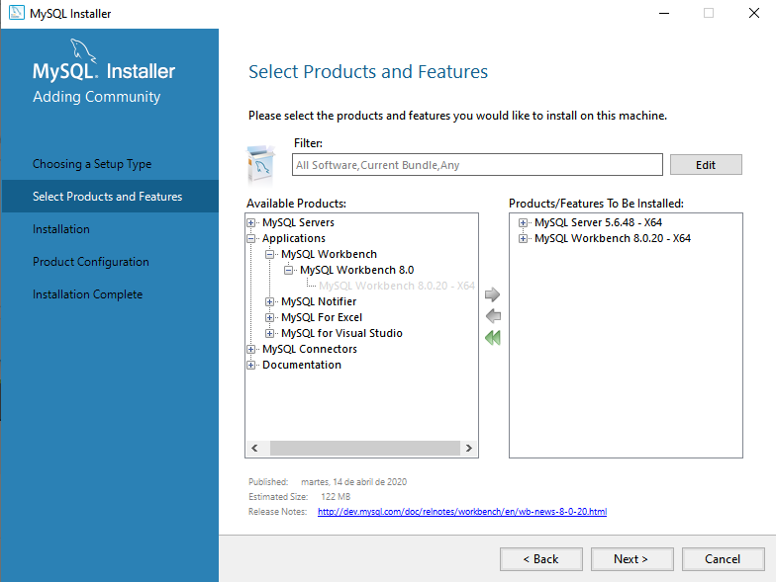 MySQL Installer
MySQL. Installer
Adding Community
Choosing a Setup Type
Select Products and Features
Installation
Product Configuration
Installation Complete
Select Products and Features
Please select the products and features you would like to install on this machine.
Filter:
All Software,Current Bundle,Any
Edit
Available Products:
MySQL Servers
Applications
MySQL Workbench
MySQL Workbench 8.0
MySQL Workbench 8.0.20 - X64
MySQL Notifier
MySQL For Excel
MySQL for Visual Studio
MySQL Connectors
Documentation
Products/Features To Be Installed:
MySQL Server 5.6.48 - X64
MySQL Workbench 8.0.20 - X64
Published: martes, 14 de abril de 2020
Estimated Size: 122 MB
Release Notes: http://dev.mysql.com/doc/relnotes/workbench/en/wb-news-8-0-20.html
< Back
Next >
Cancel